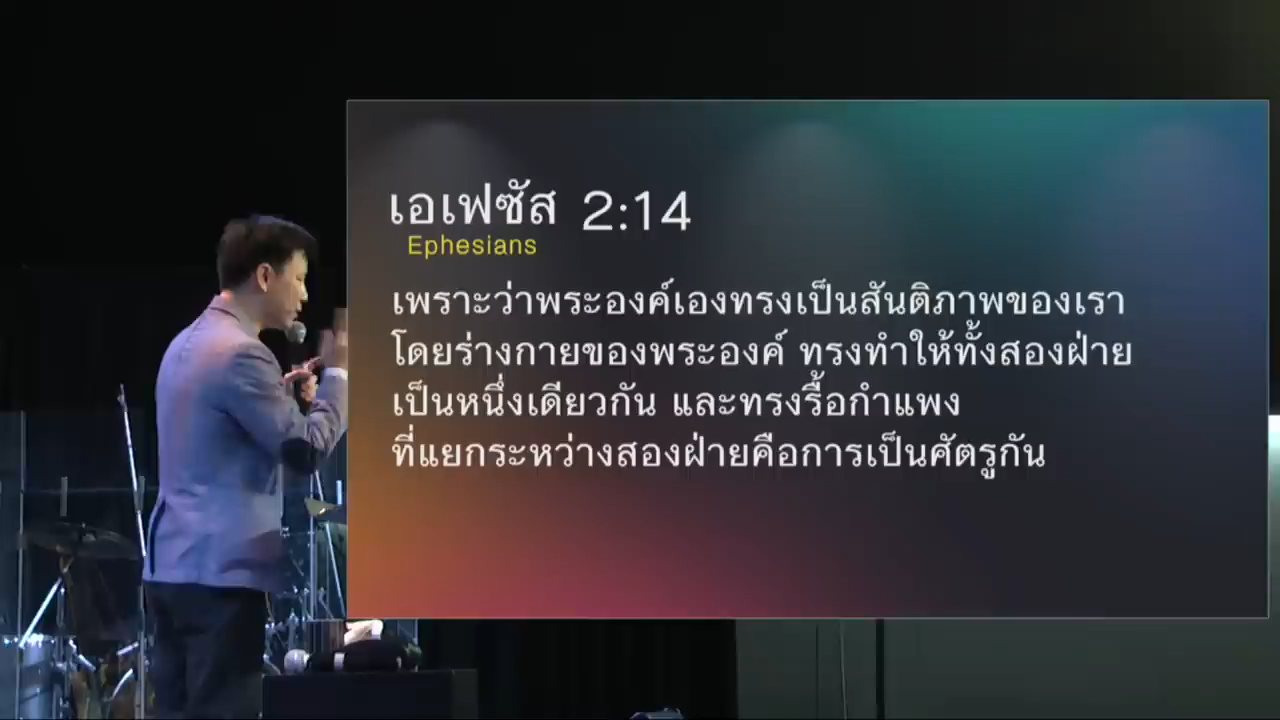 เอเฟซัส 2:14
Ephesians
เพราะว่าพระองค์เองทรงเป็นสันติภาพของเรา
โดยร่างกายของพระองค์ ทรงทำให้ทั้งสองฝ่าย
เป็นหนึ่งเดียวกัน และทรงรื้อกำแพง
ที่แยกระหว่างสองฝ่ายคือการเป็นศัตรูกัน